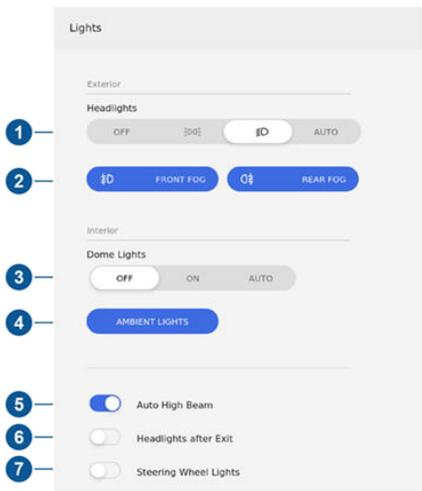 Lights
Exterior
Headlights
1 OFF AUTO
2 FRONT FOG REAR FOG
Interior
Dome Lights
3 OFF ON AUTO
4 AMBIENT LIGHTS
5 Auto High Beam
6 Headlights after Exit
7 Steering Wheel Lights